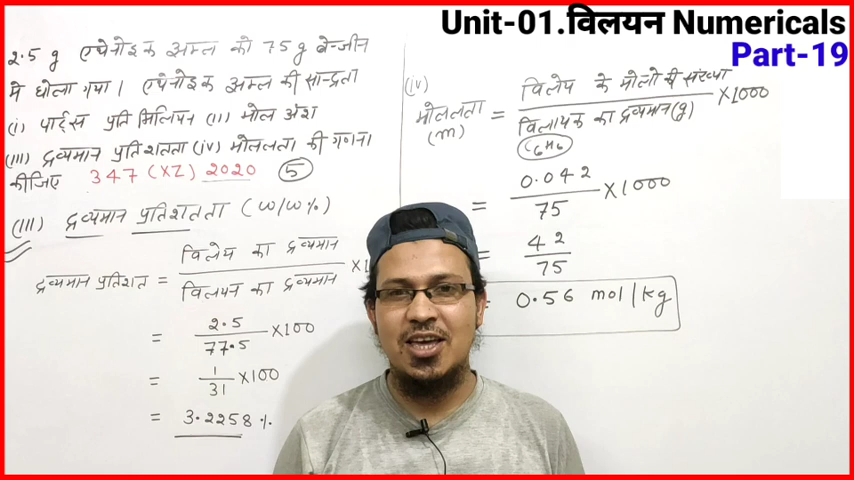 Unit-01.विलयन Numericals
Part-19
2.5 g एथेनोइक अम्ल को 75g बेन्जीन
में घोला गया। एथेनोइक अम्ल की सान्द्रता
(i) पार्ट्स प्रति मिलियन (ii) मोल अंश
(iii) द्रव्यमान प्रतिशतता (iv) मोललता की गणना
कीजिए 347 (XZ) 2020 5
(iii) द्रव्यमान प्रतिशतता (w/w%)
द्रव्यमान प्रतिशत = विलेय का द्रव्यमान / विलयन का द्रव्यमान ×1
= 2.5 / 77.5 ×100
= 1 / 31 ×100
= 3.2258 %
(iv)
मोललता (m) = विलेय के मोलों की संख्या / विलायक का द्रव्यमान (g) ×1000
C6H6
= 0.042 / 75 ×1000
= 42 / 75
0.56 mol/kg